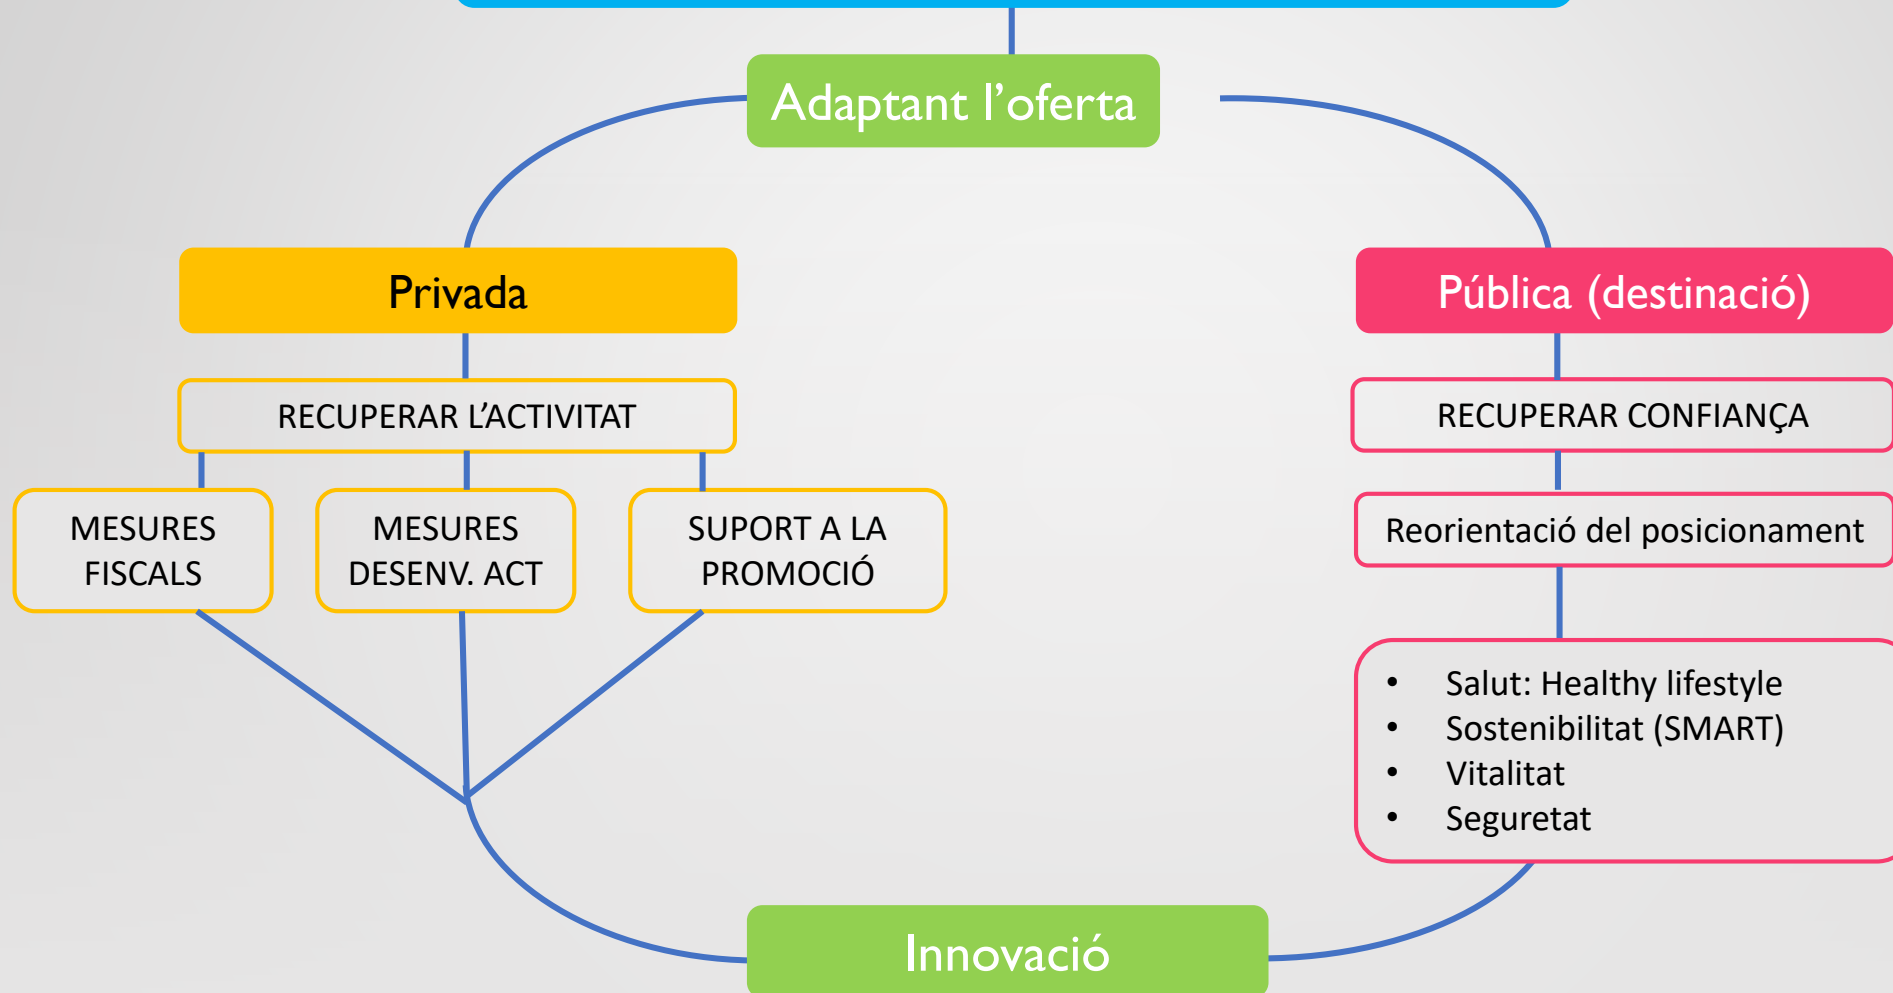 Adaptant l’oferta
Privada
Pública (destinació)
RECUPERAR L’ACTIVITAT
RECUPERAR CONFIANÇA
MESURES
FISCALS
MESURES
DESENV. ACT
SUPORT A LA
PROMOCIÓ
Reorientació del posicionament
• Salut: Healthy lifestyle
• Sostenibilitat (SMART)
• Vitalitat
• Seguretat
Innovació